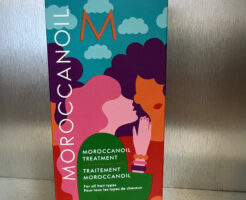 MOROCCANOIL
M
MOROCCANOIL
TREATMENT
TRAITEMENT
MOROCCANOIL
For all hair types
Pour tous les types de cheveux